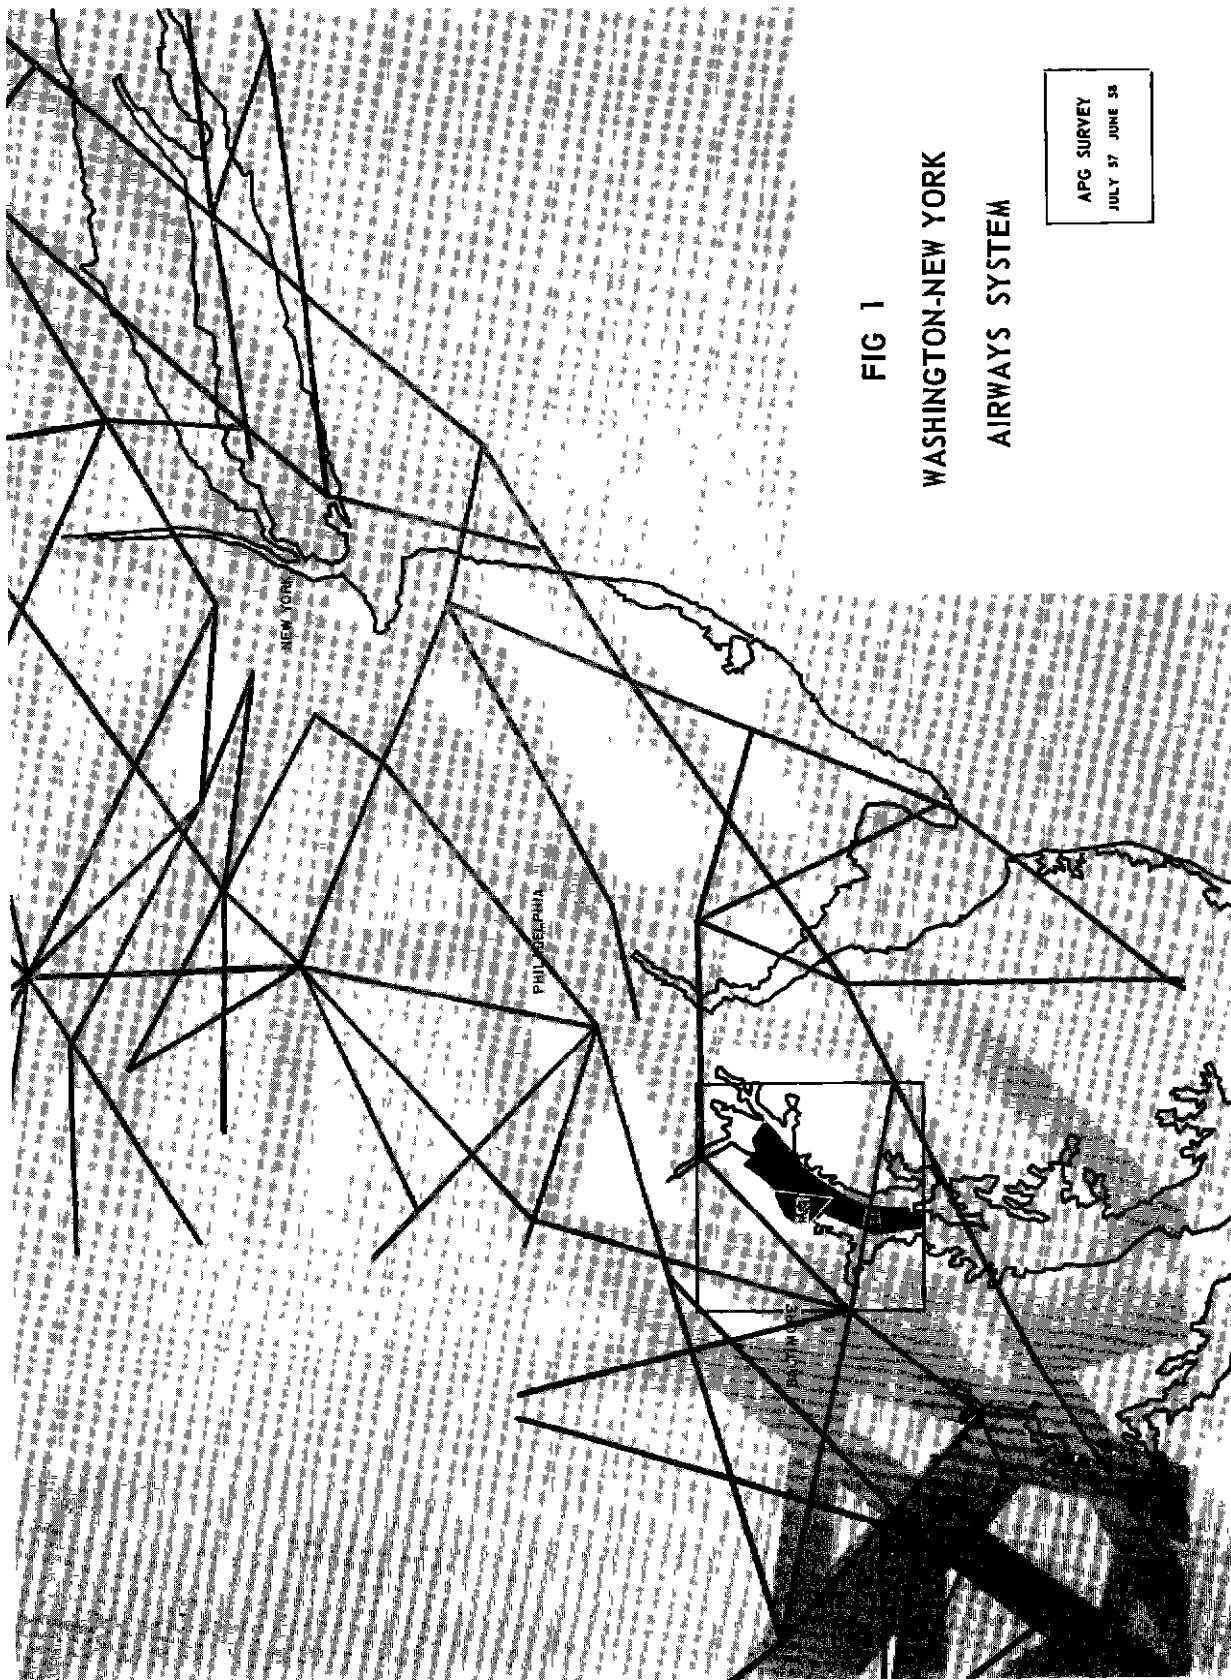 NEW YORK
PHILADELPHIA
BALTIMORE
FIG 1
WASHINGTON-NEW YORK
AIRWAYS SYSTEM
APG SURVEY
JULY 57 JUNE 58